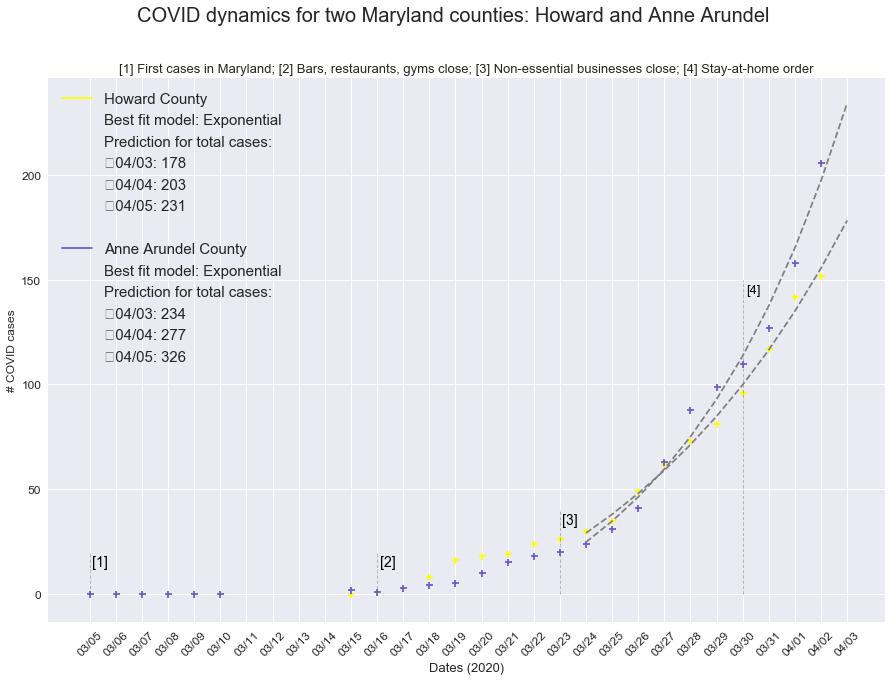 COVID dynamics for two Maryland counties: Howard and Anne Arundel
[1] First cases in Maryland; [2] Bars, restaurants, gyms close; [3] Non-essential businesses close; [4] Stay-at-home order
Howard County
Best fit model: Exponential
Prediction for total cases:
04/03: 178
04/04: 203
04/05: 231
Anne Arundel County
Best fit model: Exponential
Prediction for total cases:
04/03: 234
04/04: 277
04/05: 326
# COVID cases
200
150
100
50
0
[1]
[2]
[3]
[4]
03/05 03/06 03/07 03/08 03/09 03/10 03/11 03/12 03/13 03/14 03/15 03/16 03/17 03/18 03/19 03/20 03/21 03/22 03/23 03/24 03/25 03/26 03/27 03/28 03/29 03/30 03/31 04/01 04/02 04/03
Dates (2020)